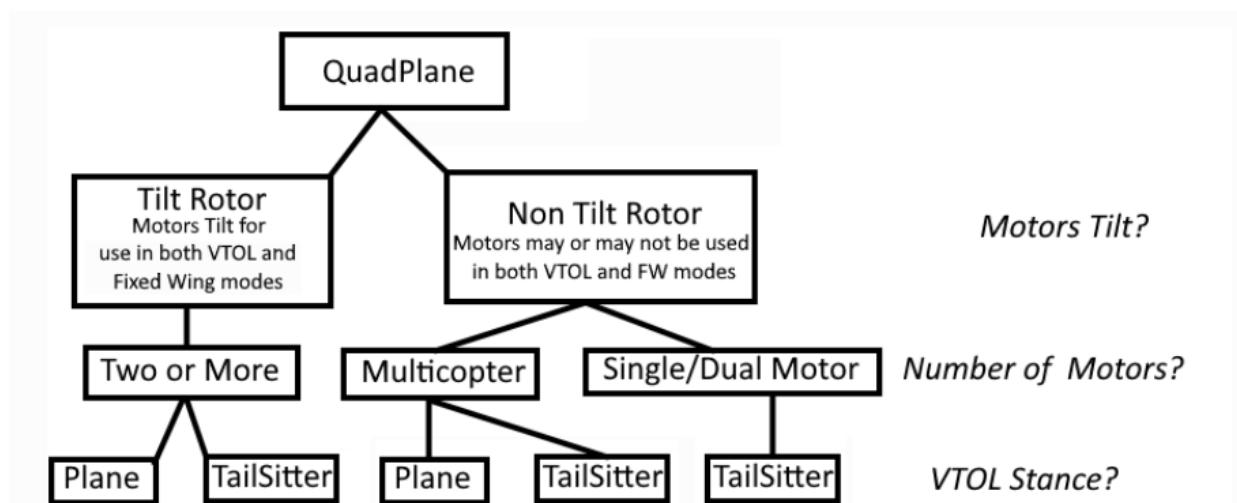 QuadPlane
Tilt Rotor
Motors Tilt for
use in both VTOL and
Fixed Wing modes
Non Tilt Rotor
Motors may or may not be used
in both VTOL and FW modes
Motors Tilt?
Two or More
Multicopter
Single/Dual Motor
Number of Motors?
Plane
TailSitter
Plane
TailSitter
TailSitter
VTOL Stance?